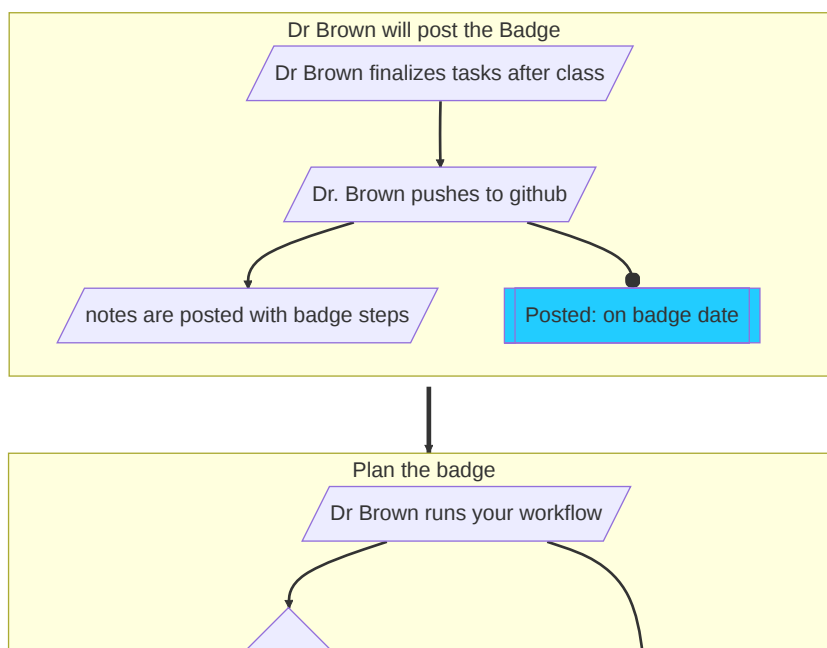 Dr Brown will post the Badge
Dr Brown finalizes tasks after class
Dr. Brown pushes to github
notes are posted with badge steps
Posted: on badge date
Plan the badge
Dr Brown runs your workflow